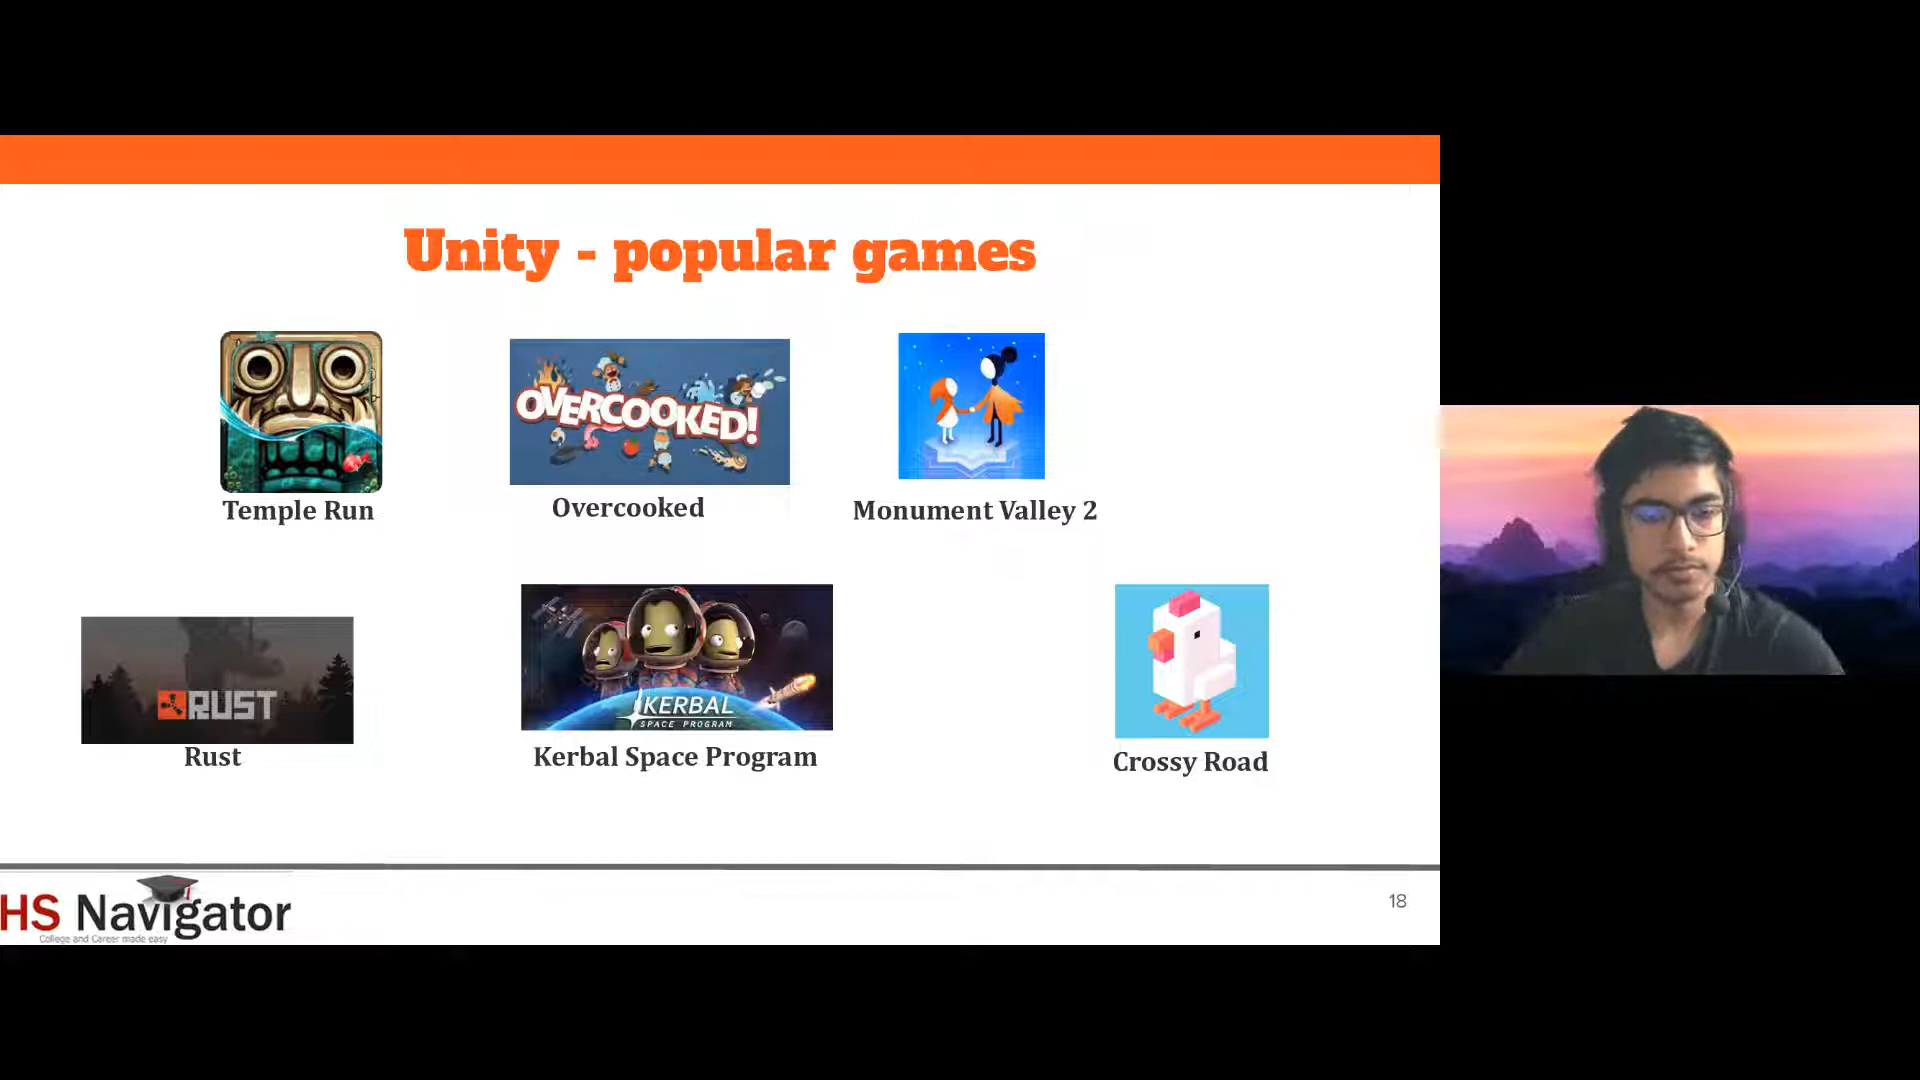 Unity - popular games
OVERCOOKED!
Temple Run
Overcooked
Monument Valley 2
RUST
KERBAL
SPACE PROGRAM
Rust
Kerbal Space Program
Crossy Road
HS Navigator
College and Career made easy
18